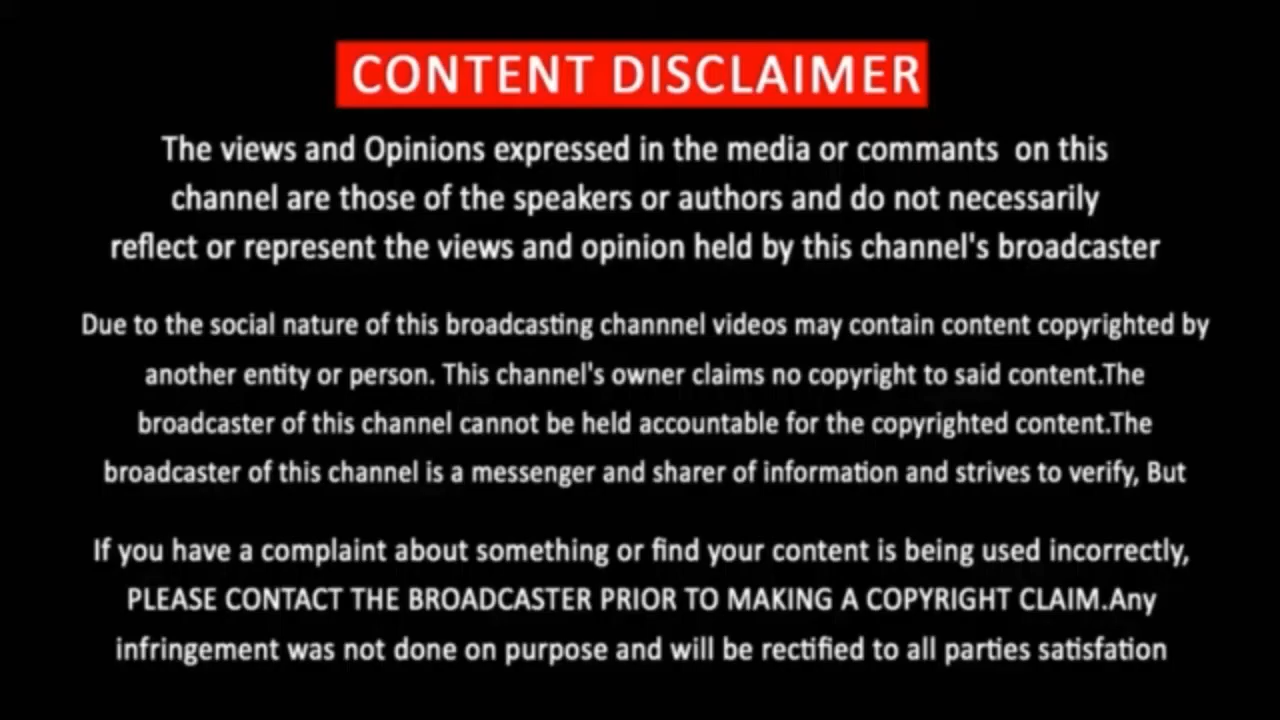 CONTENT DISCLAIMER
The views and Opinions expressed in the media or commants on this
channel are those of the speakers or authors and do not necessarily
reflect or represent the views and opinion held by this channel's broadcaster
Due to the social nature of this broadcasting channnel videos may contain content copyrighted by
another entity or person. This channel's owner claims no copyright to said content.The
broadcaster of this channel cannot be held accountable for the copyrighted content.The
broadcaster of this channel is a messenger and sharer of information and strives to verify, But
If you have a complaint about something or find your content is being used incorrectly,
PLEASE CONTACT THE BROADCASTER PRIOR TO MAKING A COPYRIGHT CLAIM.Any
infringement was not done on purpose and will be rectified to all parties satisfation